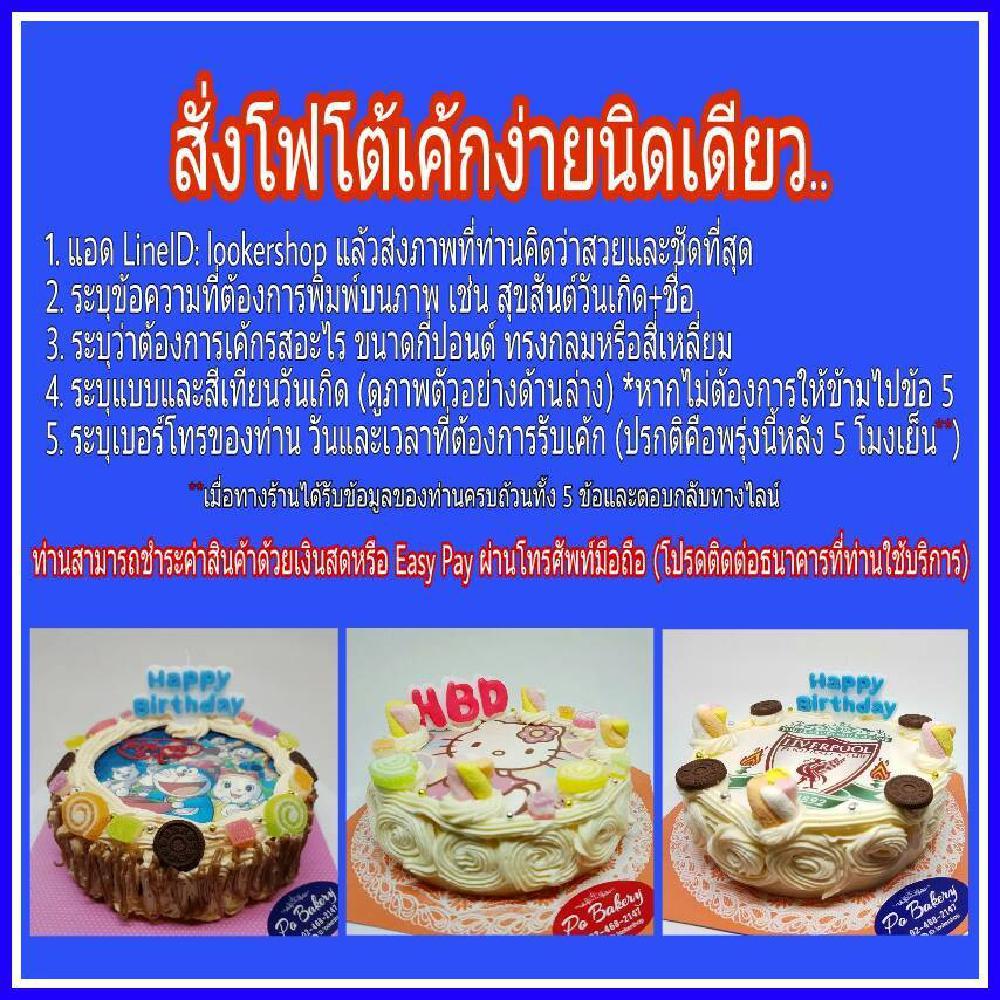 สั่งโฟโต้เค้กง่ายนิดเดียว..
1. แอด LineID: lookershop แล้วส่งภาพที่ท่านคิดว่าสวยและชัดที่สุด
2. ระบุข้อความที่ต้องการพิมพ์บนภาพ เช่น สุขสันต์วันเกิด+ชื่อ
3. ระบุว่าต้องการเค้กรสอะไร ขนาดกี่ปอนด์ ทรงกลมหรือสี่เหลี่ยม
4. ระบุแบบและสีเทียนวันเกิด (ดูภาพตัวอย่างด้านล่าง) *หากไม่ต้องการให้ข้ามไปข้อ 5
5. ระบุเบอร์โทรของท่าน วันและเวลาที่ต้องการรับเค้ก (ปรกติคือพรุ่งนี้หลัง 5 โมงเย็น**)
**เมื่อทางร้านได้รับข้อมูลของท่านครบถ้วนทั้ง 5 ข้อและตอบกลับทางไลน์
ท่านสามารถชำระค่าสินค้าด้วยเงินสดหรือ Easy Pay ผ่านโทรศัพท์มือถือ (โปรดติดต่อธนาคารที่ท่านใช้บริการ)
Happy
Birthday
Po Bakery
02-468-2147
HBD
Po Bakery
02-468-2147
Happy
Birthday
LIVERPOOL
1892
Po Bakery
02-468-2147